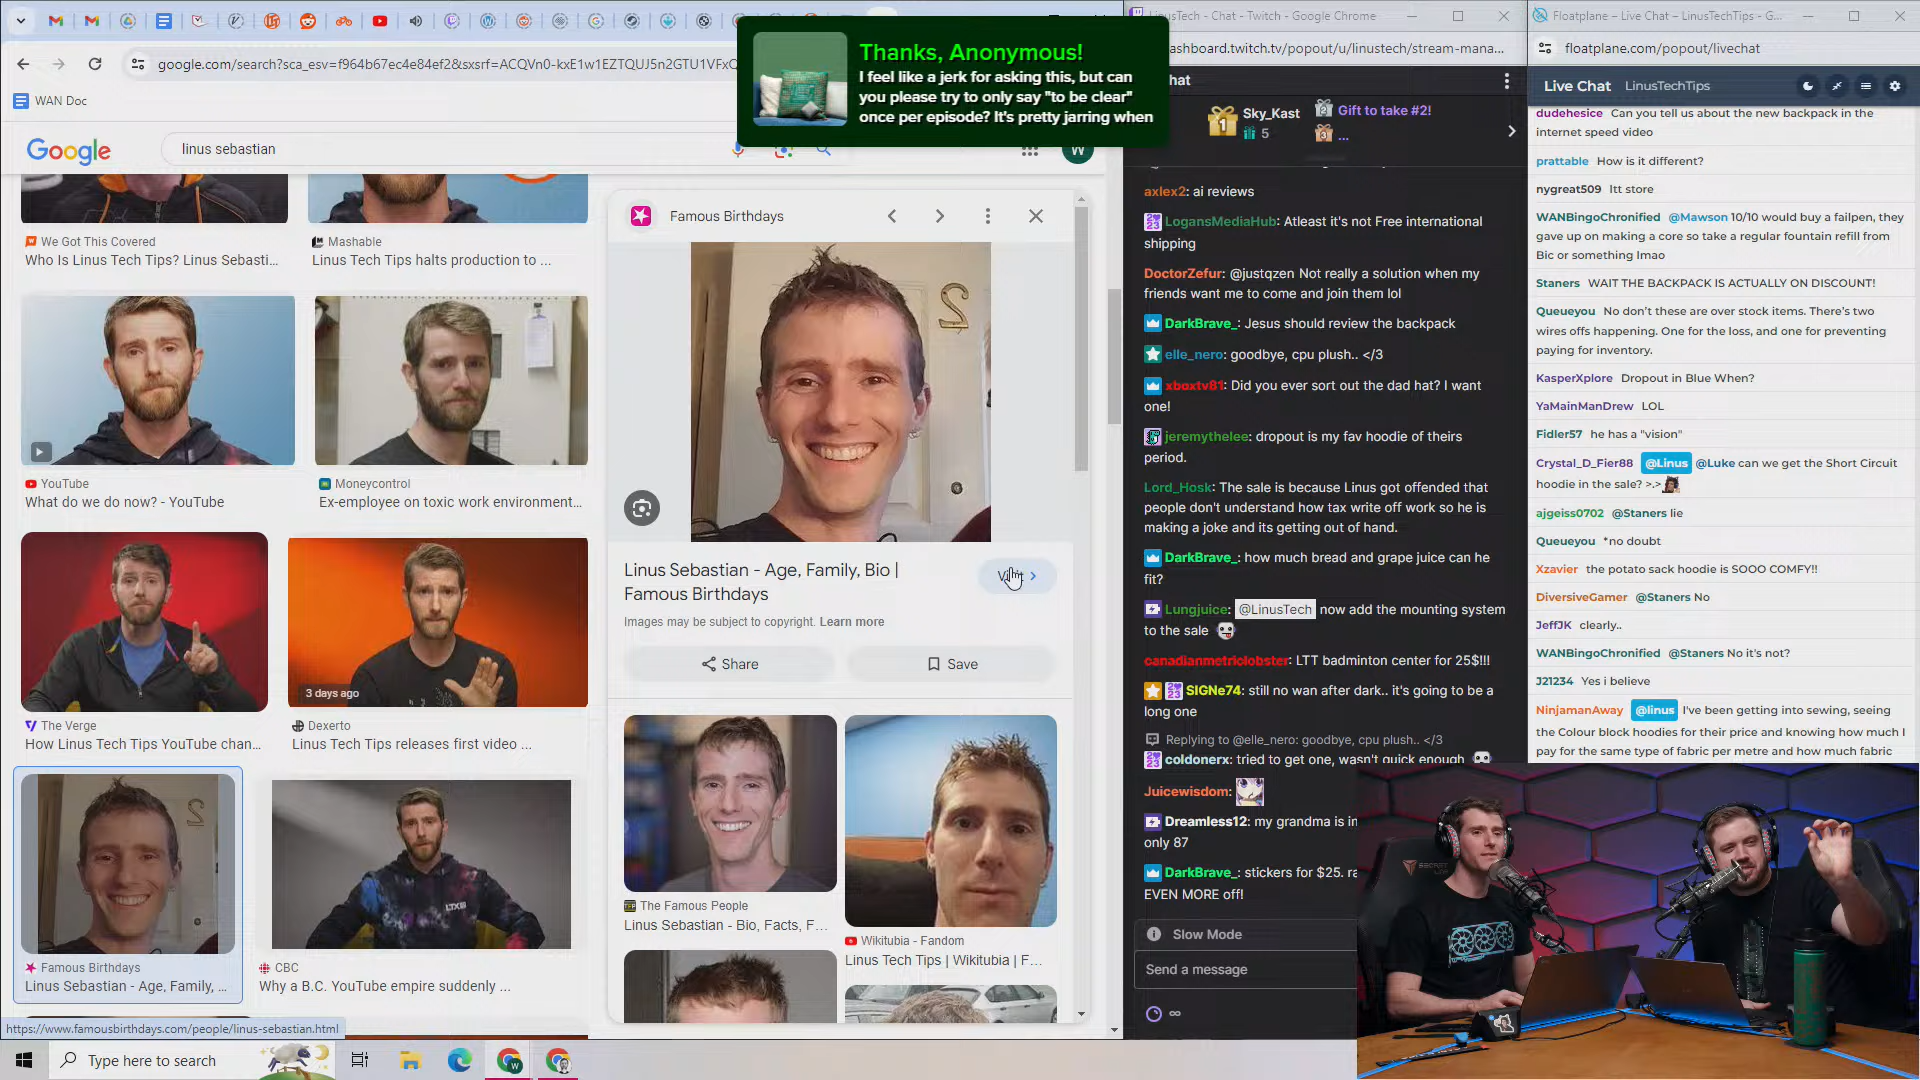 LinusTech - Chat - Twitch - Google Chrome
Floatplane – Live Chat – LinusTechTips - G...
google.com/search?sca_esv=f964b67ec4e84ef2&sxsrf=ACQVn0-kxE1w1EZTQUJ5n2GTU1VFxQ
dashboard.twitch.tv/popout/u/linustech/stream-mana...
floatplane.com/popout/livechat
WAN Doc
Thanks, Anonymous!
I feel like a jerk for asking this, but can
you please try to only say "to be clear"
once per episode? It's pretty jarring when
Google
linus sebastian
W
We Got This Covered
Who Is Linus Tech Tips? Linus Sebasti...
Mashable
Linus Tech Tips halts production to ...
YouTube
What do we do now? - YouTube
Moneycontrol
Ex-employee on toxic work environment...
The Verge
How Linus Tech Tips YouTube chan...
3 days ago
Dexerto
Linus Tech Tips releases first video ...
Famous Birthdays
Linus Sebastian - Age, Family, ...
LTX
CBC
Why a B.C. YouTube empire suddenly ...
https://www.famousbirthdays.com/people/linus-sebastian.html
Famous Birthdays
2
Linus Sebastian - Age, Family, Bio |
Famous Birthdays
Images may be subject to copyright. Learn more
Share
Save
The Famous People
Linus Sebastian - Bio, Facts, F...
Wikitubia - Fandom
Linus Tech Tips | Wikitubia | F...
hat
1
Sky_Kast
5
Gift to take #2!
...
axlex2: ai reviews
LogansMediaHub: Atleast it's not Free international
shipping
DoctorZefur: @justqzen Not really a solution when my
friends want me to come and join them lol
DarkBrave_: Jesus should review the backpack
elle_nero: goodbye, cpu plush.. </3
xboxtv81: Did you ever sort out the dad hat? I want
one!
jeremythelee: dropout is my fav hoodie of theirs
period.
Lord_Hosk: The sale is because Linus got offended that
people don't understand how tax write off work so he is
making a joke and its getting out of hand.
DarkBrave_: how much bread and grape juice can he
fit?
Lungjuice: @LinusTech now add the mounting system
to the sale
canadianmetriclobster: LTT badminton center for 25$!!!
SIGNe74: still no wan after dark.. it's going to be a
long one
Replying to @elle_nero: goodbye, cpu plush.. </3
coldonerx: tried to get one, wasn't quick enough
Juicewisdom:
Dreamless12: my grandma is in
only 87
DarkBrave_: stickers for $25. ra
EVEN MORE off!
Slow Mode
Send a message
∞
Live Chat LinusTechTips
dudehesice Can you tell us about the new backpack in the
internet speed video
prattable How is it different?
nygreat509 ltt store
WANBingoChronified @Mawson 10/10 would buy a failpen, they
gave up on making a core so take a regular fountain refill from
Bic or something lmao
Staners WAIT THE BACKPACK IS ACTUALLY ON DISCOUNT!
Queueyou No don't these are over stock items. There's two
wires offs happening. One for the loss, and one for preventing
paying for inventory.
KasperXplore Dropout in Blue When?
YaMainManDrew LOL
Fidler57 he has a "vision"
Crystal_D_Fier88 @Linus @Luke can we get the Short Circuit
hoodie in the sale? >.>
ajgeiss0702 @Staners lie
Queueyou *no doubt
Xzavier the potato sack hoodie is SOOO COMFY!!
DiversiveGamer @Staners No
JeffJK clearly..
WANBingoChronified @Staners No it's not?
J21234 Yes i believe
NinjamanAway @linus I've been getting into sewing, seeing
the Colour block hoodies for their price and knowing how much I
pay for the same type of fabric per metre and how much fabric
Type here to search